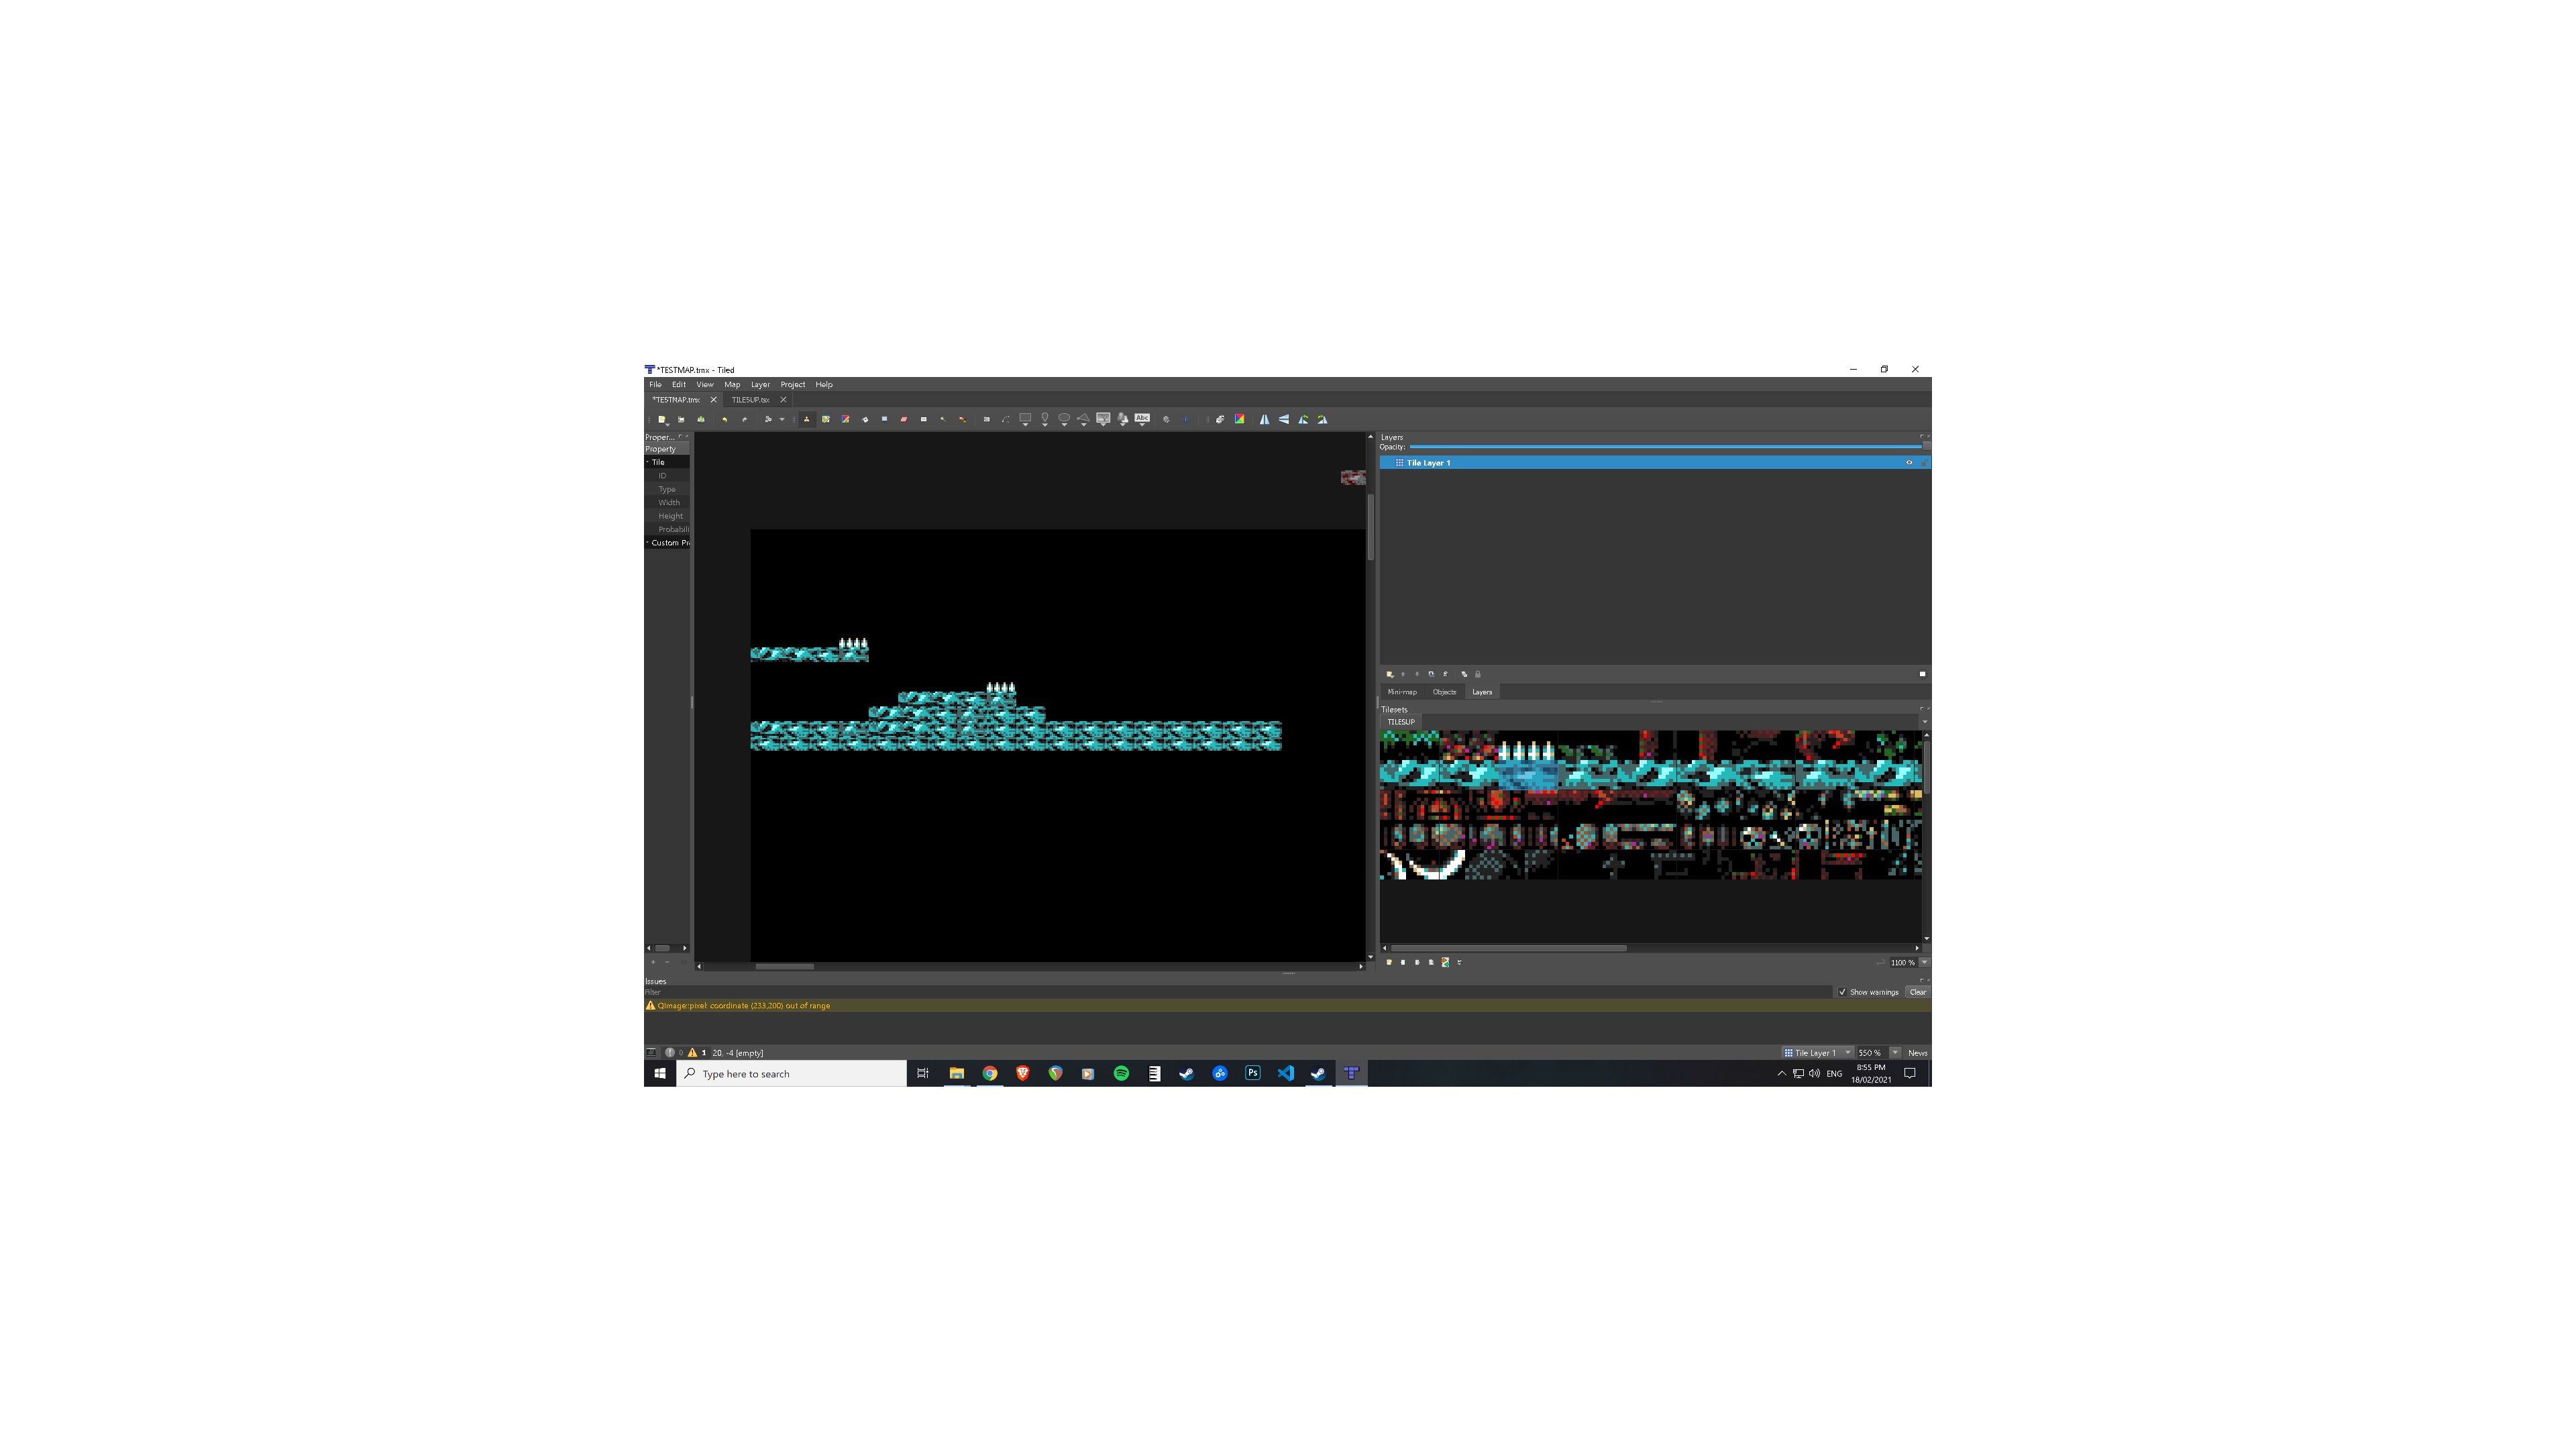 *TESTMAP.tmx - Tiled
File Edit View Map Layer Project Help
*TESTMAP.tmx TILESUP.tsx
Abc
Proper...
Property
Tile
ID
Type
Width
Height
Probabili
Custom Pr
Layers
Opacity:
Tile Layer 1
Mini-map Objects Layers
Tilesets
TILESUP
1100 %
Issues
Filter
Show warnings Clear
QImage::pixel: coordinate (233,200) out of range
0 1 20, -4 [empty]
Tile Layer 1 550 % News
Type here to search
Ps
ENG
8:55 PM
18/02/2021